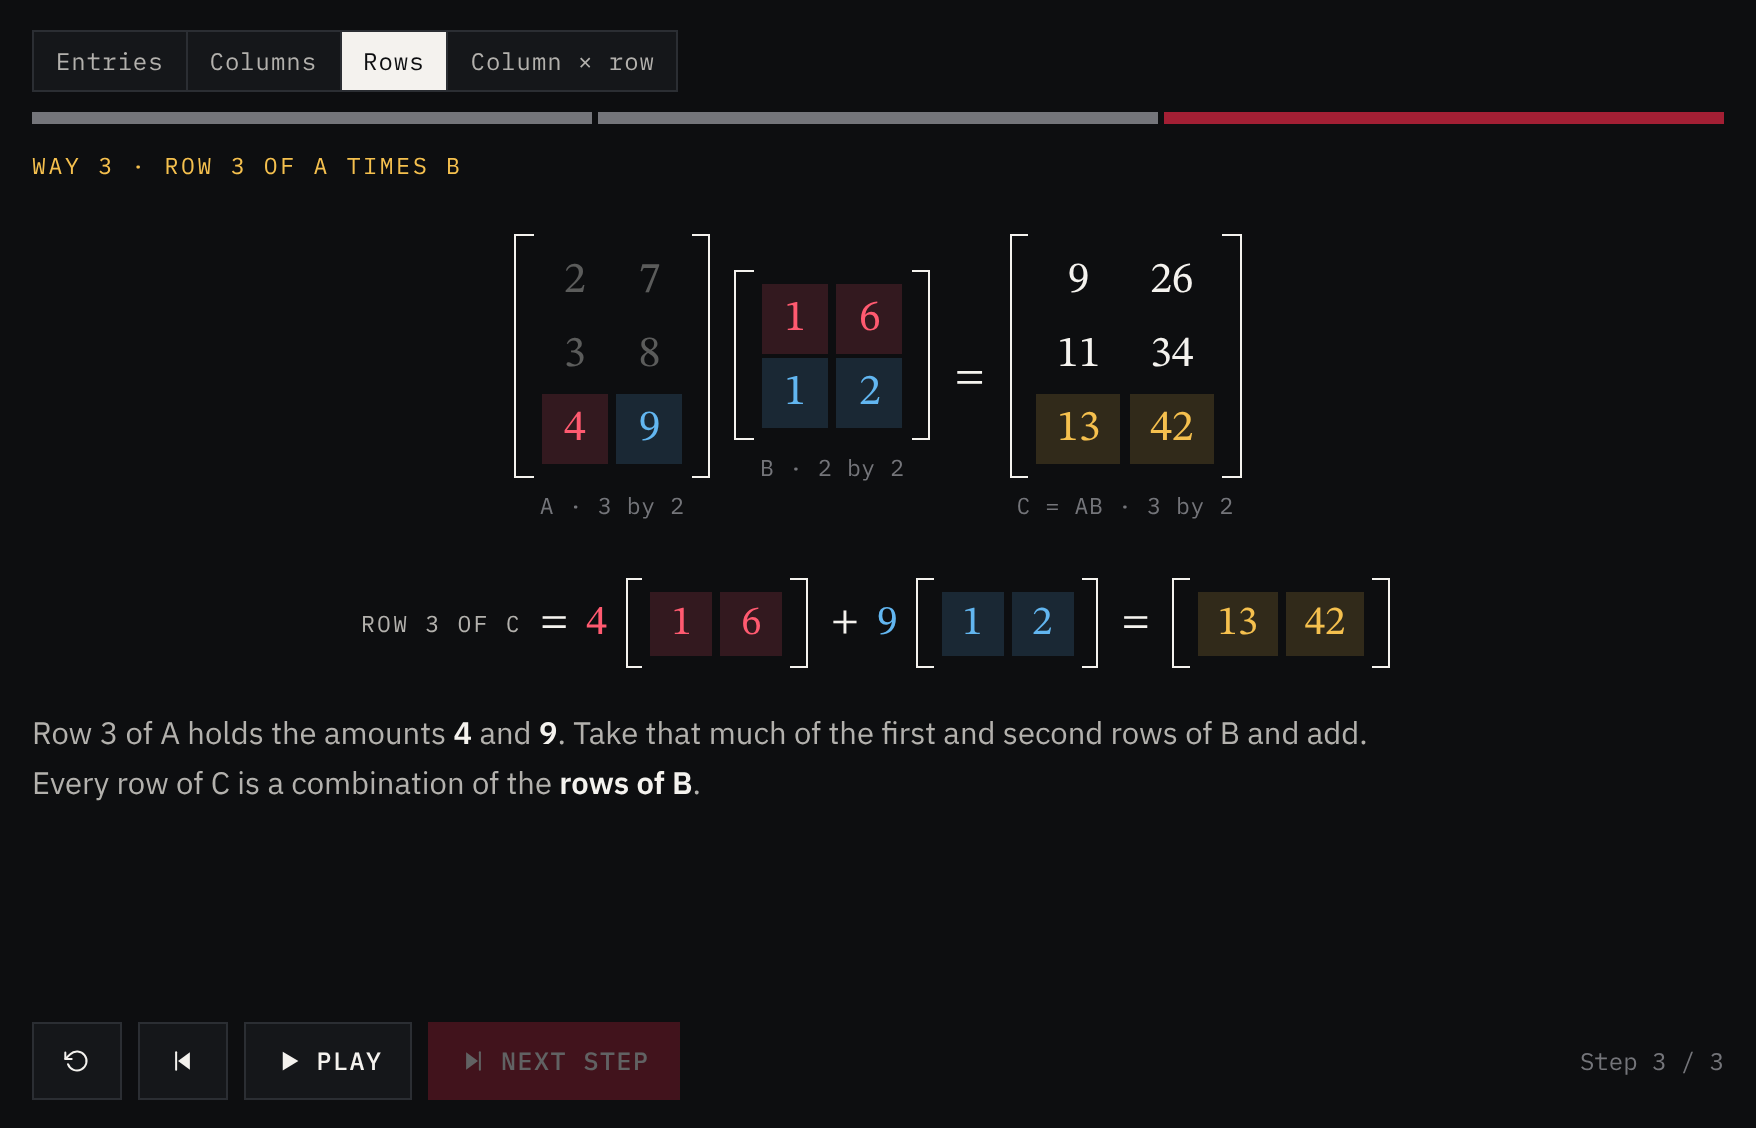 Entries Columns Rows Column × row
WAY 3 · ROW 3 OF A TIMES B
2 7
3 8
4 9
A · 3 by 2
1 6
1 2
B · 2 by 2
=
9 26
11 34
13 42
C = AB · 3 by 2
ROW 3 OF C = 4 [ 1 6 ] + 9 [ 1 2 ] = [ 13 42 ]
Row 3 of A holds the amounts 4 and 9. Take that much of the first and second rows of B and add.
Every row of C is a combination of the rows of B.
PLAY NEXT STEP Step 3 / 3